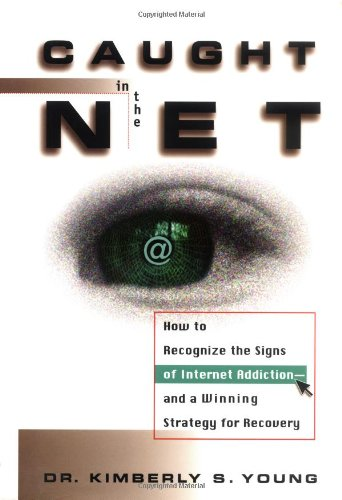 Copyrighted Material
CAUGHT
in the
NET
@
How to
Recognize the Signs
of Internet Addiction—
and a Winning
Strategy for Recovery
DR. KIMBERLY S. YOUNG
Copyrighted Material